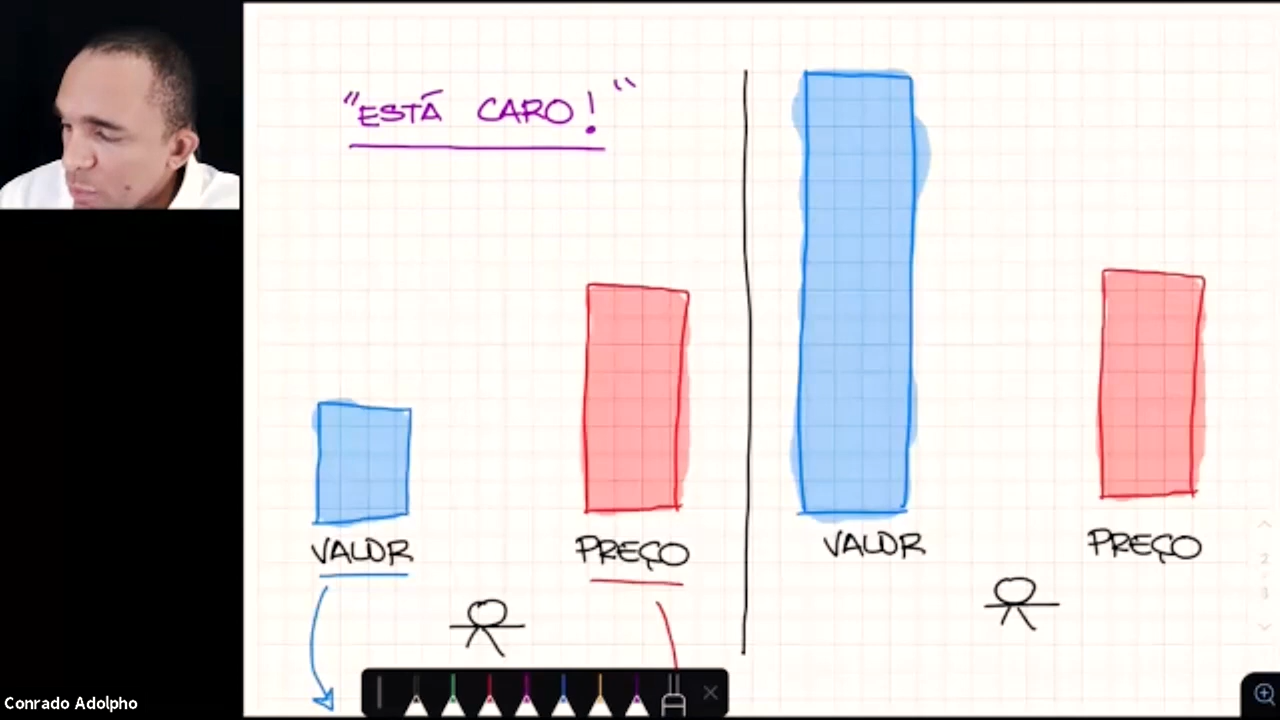 "ESTÁ CARO!"
VALOR
PREÇO
VALOR
PREÇO
Conrado Adolpho